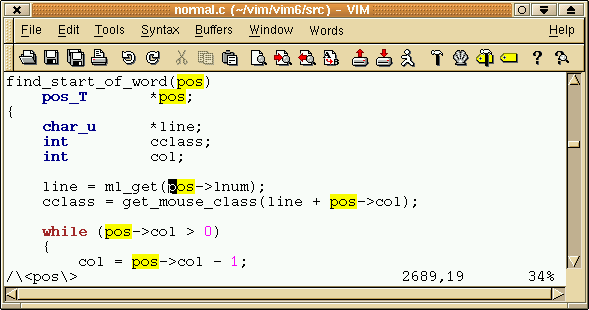 normal.c (~/vim/vim6/src) - VIM
File Edit Tools Syntax Buffers Window Words Help
find_start_of_word(pos)
    pos_T       *pos;
{
    char_u      *line;
    int         cclass;
    int         col;

    line = ml_get(pos->lnum);
    cclass = get_mouse_class(line + pos->col);

    while (pos->col > 0)
    {
        col = pos->col - 1;
/\<pos\> 2689,19 34%